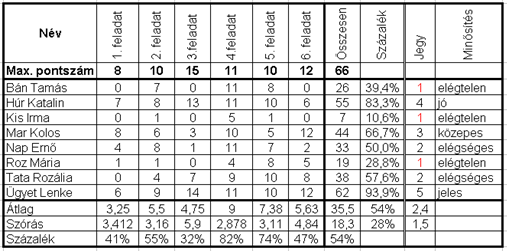 Név 1. feladat 2. feladat 3.feladat 4.feladat 5. feladat 6. feladat Összesen Százalék Jegy Minősítés
Max. pontszám 8 10 15 11 10 12 66
Bán Tamás 0 7 0 11 8 0 26 39,4% 1 elégtelen
Húr Katalin 7 8 13 11 10 6 55 83,3% 4 jó
Kis Irma 0 1 0 5 1 0 7 10,6% 1 elégtelen
Mar Kolos 8 6 3 10 5 12 44 66,7% 3 közepes
Nap Ernő 4 8 1 11 7 2 33 50,0% 2 elégséges
Roz Mária 1 1 0 4 8 5 19 28,8% 1 elégtelen
Tata Rozália 0 4 7 9 10 8 38 57,6% 2 elégséges
Ügyet Lenke 6 9 14 11 10 12 62 93,9% 5 jeles
Átlag 3,25 5,5 4,75 9 7,38 5,63 35,5 54% 2,4
Szórás 3,412 3,16 5,9 2,878 3,11 4,84 18,3 28% 1,5
Százalék 41% 55% 32% 82% 74% 47% 54%